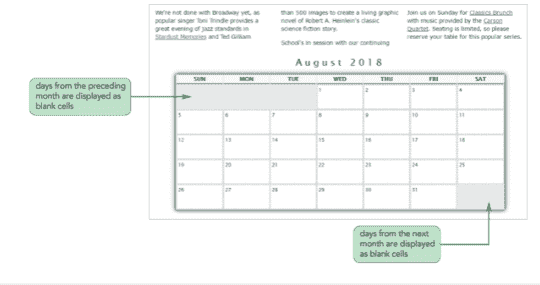 We're not done with Broadway yet, as
popular singer Tom Trindle provides a
great evening of jazz standards in
Stardust Memories and Ted Gilliam
than 500 images to create a living graphic
novel of Robert A. Heinlein's classic
science fiction story.
School's in session with our continuing
Join us on Sunday for Classics Brunch
with music provided by the Carson
Quartet. Seating is limited, so please
reserve your table for this popular series.
August 2018
SUN MON TUE WED THU FRI SAT
1 2 3 4
5 6 7 8 9 10 11
12 13 14 15 16 17 18
19 20 21 22 23 24 25
26 27 28 29 30 31
days from the preceding
month are displayed as
blank cells
days from the next
month are displayed
as blank cells